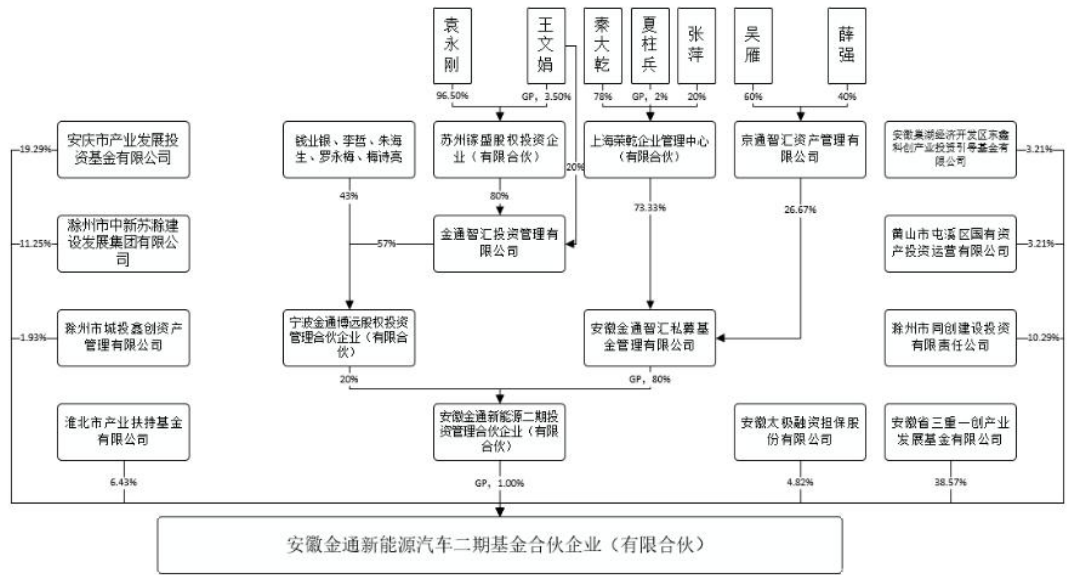 袁永刚
王文娟
秦大乾
夏柱兵
张萍
吴雁
薛强
96.50%
GP，3.50%
78%
GP，2%
20%
60%
40%
安庆市产业发展投
资基金有限公司
钱业银、李哲、朱海
生、罗永梅、梅诗亮
苏州镓盛股权投资企
业（有限合伙）
上海荣乾企业管理中心
（有限合伙）
京通智汇资产管理有
限公司
安徽巢湖经济开发区东鑫
科创产业投资引导基金有
限公司
19.29%
20%
3.21%
43%
80%
73.33%
26.67%
滁州市中新苏滁建
设发展集团有限公
司
金通智汇投资管理有
限公司
黄山市屯溪区国有资
产投资运营有限公司
11.25%
57%
3.21%
滁州市城投鑫创资产
管理有限公司
宁波金通博远股权投资
管理合伙企业（有限合
伙）
安徽金通智汇私募基
金管理有限公司
滁州市同创建设投资
有限责任公司
1.93%
10.29%
20%
GP，80%
淮北市产业扶持基金
有限公司
安徽金通新能源二期投
资管理合伙企业（有限
合伙）
安徽太极融资担保股
份有限公司
安徽省三重一创产业
发展基金有限公司
6.43%
GP，1.00%
4.82%
38.57%
安徽金通新能源汽车二期基金合伙企业（有限合伙）